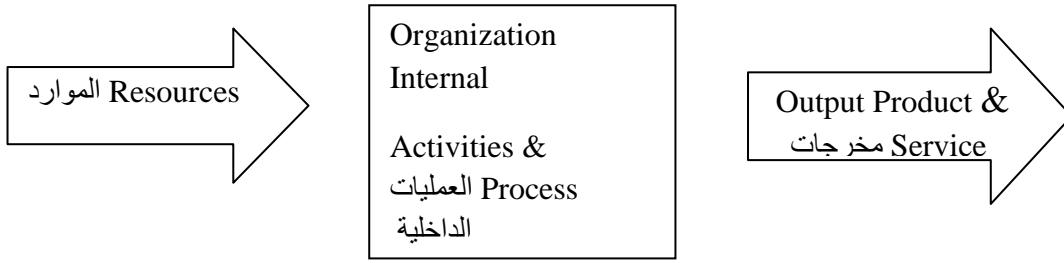 الموارد Resources
Organization
Internal
Activities &
العمليات Process
الداخلية
Output Product &
مخرجات Service